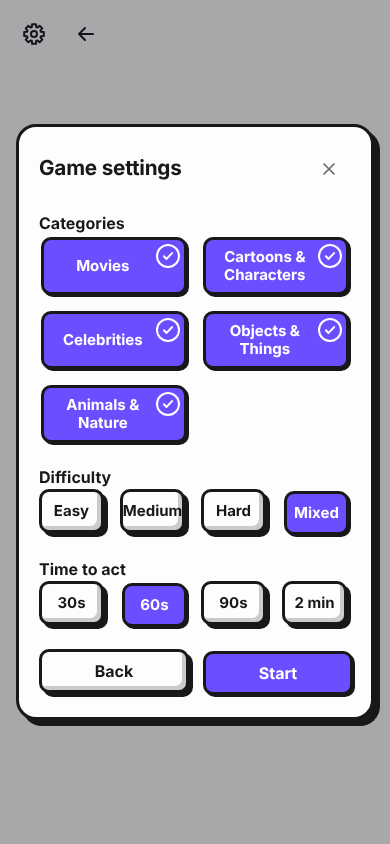 Game settings
Categories
Movies
Cartoons &
Characters
Celebrities
Objects &
Things
Animals &
Nature
Difficulty
Easy
Medium
Hard
Mixed
Time to act
30s
60s
90s
2 min
Back
Start